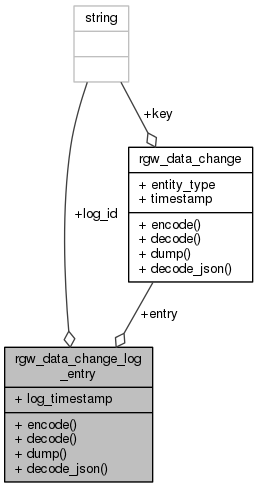 string
+key
rgw_data_change
+ entity_type
+ timestamp
+ encode()
+ decode()
+ dump()
+ decode_json()
+log_id
+entry
rgw_data_change_log
_entry
+ log_timestamp
+ encode()
+ decode()
+ dump()
+ decode_json()